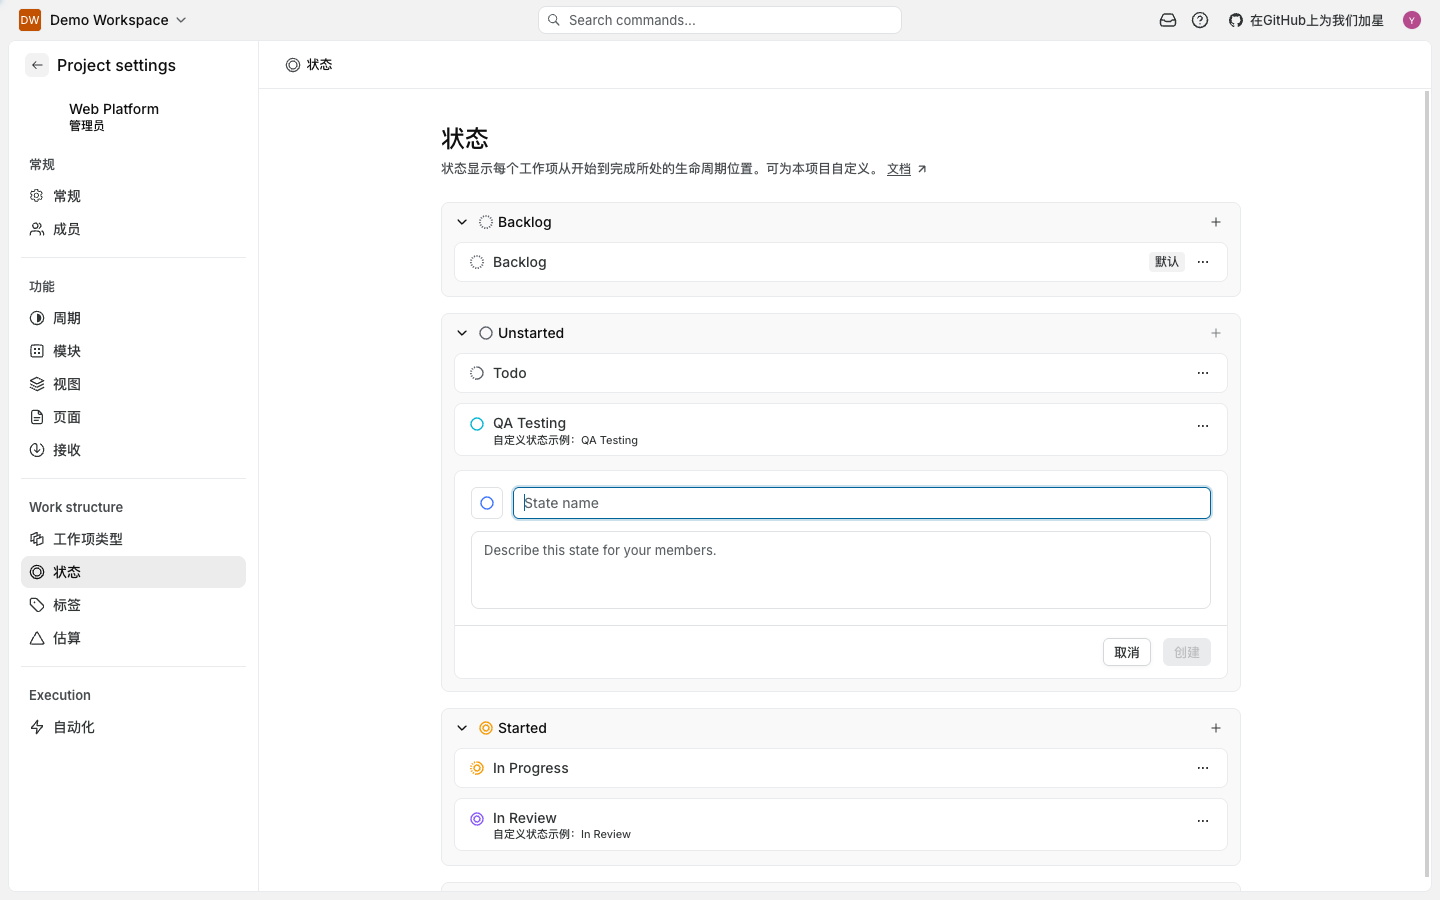 DW Demo Workspace
Search commands...
在GitHub上为我们加星
Y
Project settings
Web Platform
管理员
常规
常规
成员
功能
周期
模块
视图
页面
接收
Work structure
工作项类型
状态
标签
估算
Execution
自动化
状态
状态
状态显示每个工作项从开始到完成所处的生命周期位置。可为本项目自定义。 文档
Backlog
Backlog
默认
Unstarted
Todo
QA Testing
自定义状态示例：QA Testing
State name
Describe this state for your members.
取消
创建
Started
In Progress
In Review
自定义状态示例：In Review